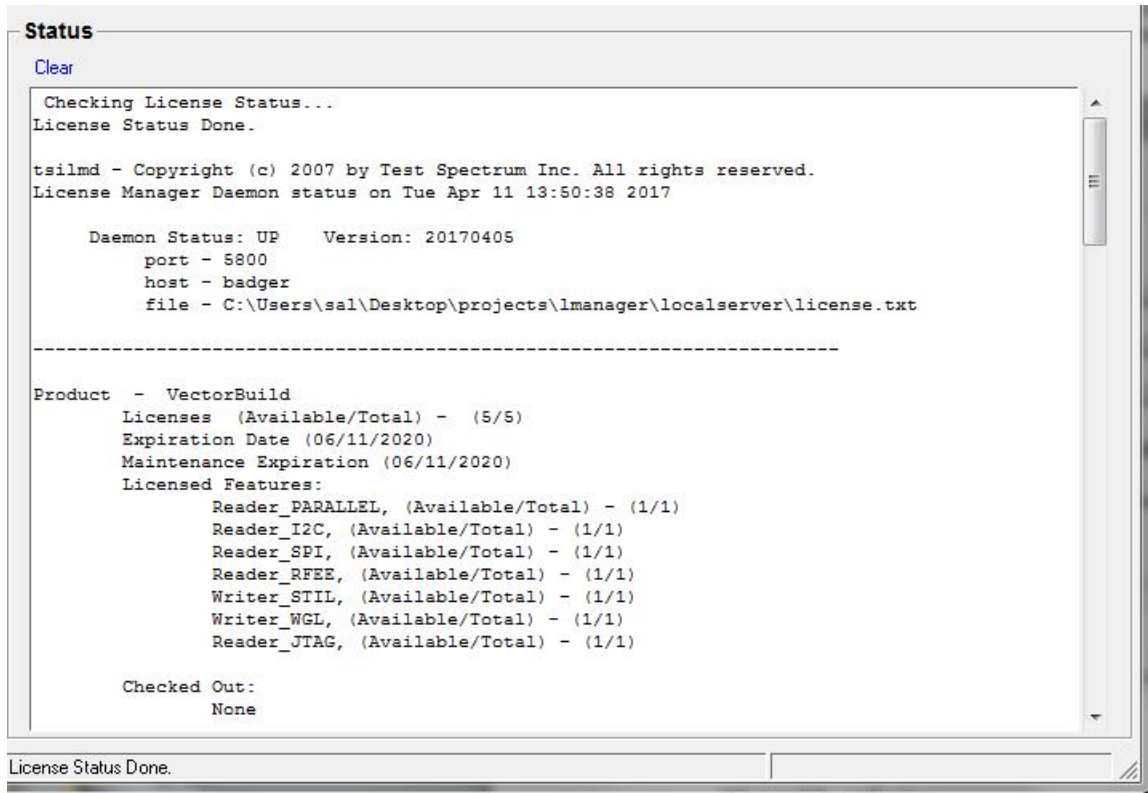 Status
Clear
Checking License Status...
License Status Done.
tsilmd - Copyright (c) 2007 by Test Spectrum Inc. All rights reserved.
License Manager Daemon status on Tue Apr 11 13:50:38 2017
Daemon Status: UP    Version: 20170405
port - 5800
host - badger
file - C:\Users\sal\Desktop\projects\lmanager\localserver\license.txt
------------------------------------------------------------------------
Product  -  VectorBuild
Licenses  (Available/Total) -  (5/5)
Expiration Date (06/11/2020)
Maintenance Expiration (06/11/2020)
Licensed Features:
Reader_PARALLEL, (Available/Total) - (1/1)
Reader_I2C, (Available/Total) - (1/1)
Reader_SPI, (Available/Total) - (1/1)
Reader_RFEE, (Available/Total) - (1/1)
Writer_STIL, (Available/Total) - (1/1)
Writer_WGL, (Available/Total) - (1/1)
Reader_JTAG, (Available/Total) - (1/1)
Checked Out:
None
License Status Done.